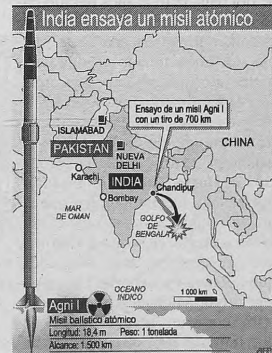 India ensaya un misil atómico
Ensayo de un misil Agni I
con un tiro de 700 km
ISLAMABAD
PAKISTAN
NUEVA
DELHI
CHINA
INDIA
Karachi
Bombay
Chandipur
MAR
DE OMAN
GOLFO
DE
BENGALA
OCEANO
INDICO
1 000 km
Agni I
Misil balístico atómico
Longitud: 18,4 m Peso: 1 tonelada
Alcance: 1.500 km
AFP